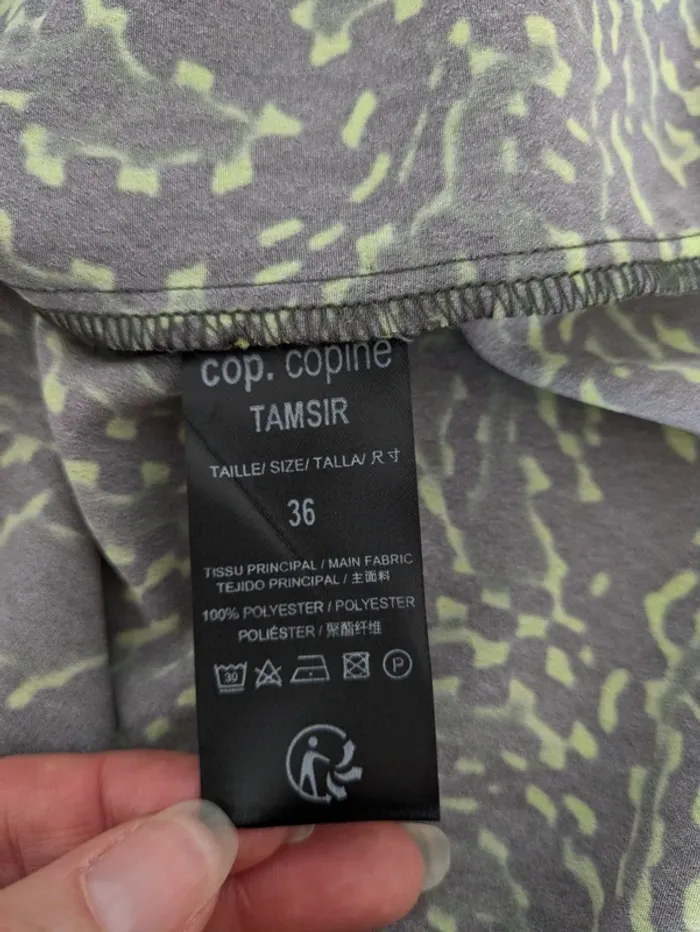 cop. copine
TAMSIR
TAILLE/ SIZE/ TALLA/ 尺寸
36
TISSU PRINCIPAL / MAIN FABRIC
TEJIDO PRINCIPAL / 主面料
100% POLYESTER / POLYESTER
POLIÉSTER / 聚酯纤维
30 P